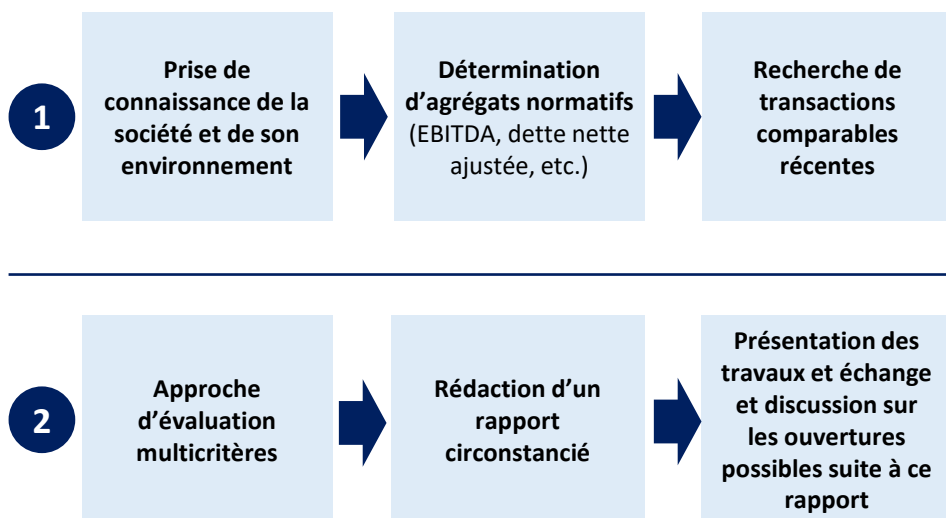 1
Prise de
connaissance de la
société et de son
environnement
Détermination
d’agrégats normatifs
(EBITDA, dette nette
ajustée, etc.)
Recherche de
transactions
comparables
récentes
2
Approche
d’évaluation
multicritères
Rédaction d’un
rapport
circonstancié
Présentation des
travaux et échange
et discussion sur
les ouvertures
possibles suite à ce
rapport